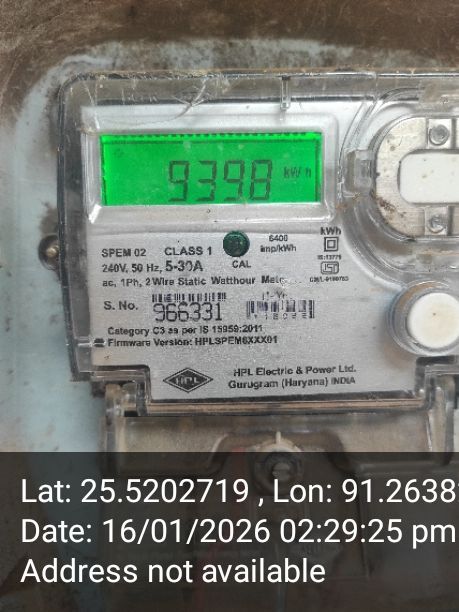 9398 kWh
kWh
SPEM 02 CLASS 1
6400
imp/kWh
240V, 50 Hz, 5-30A
CAL
IS:13779
ac, 1Ph, 2 Wire Static Watthour
S. No. 966331
Category C3 as per IS 15959:2011
Firmware Version: HPLSPEM6XXX01
HPL
HPL Electric & Power Ltd.
Gurugram (Haryana) INDIA
Lat: 25.5202719 , Lon: 91.2638
Date: 16/01/2026 02:29:25 pm
Address not available